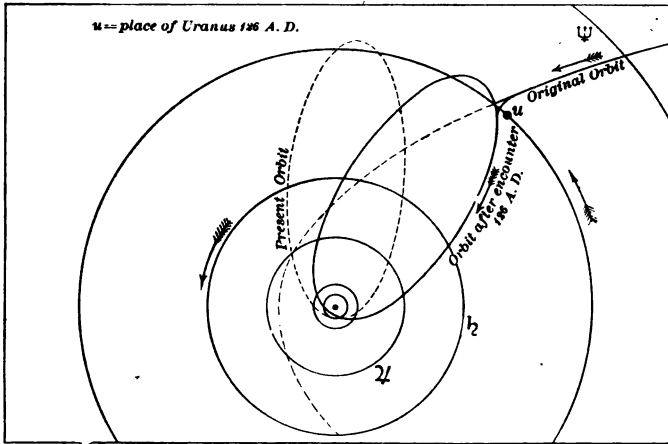 u=place of Uranus 126 A. D.
Ψ
Original Orbit
u
Present Orbit
Orbit after encounter
126 A. D.
♄
♃